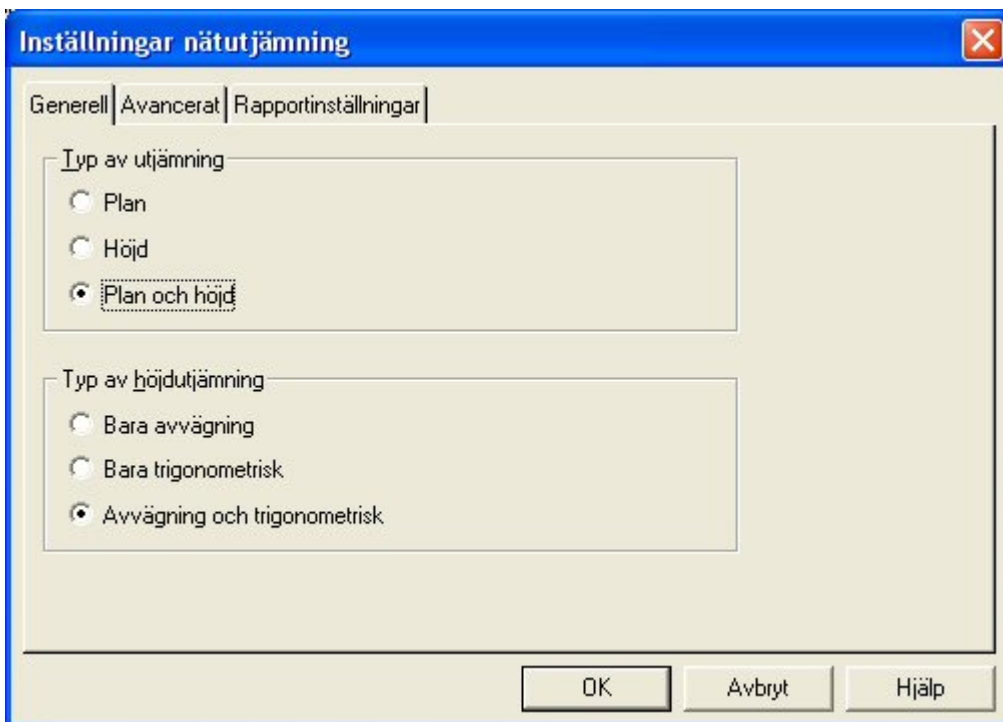 Inställningar nätutjämning
Generell Avancerat Rapportinställningar
Typ av utjämning
Plan
Höjd
Plan och höjd
Typ av höjdutjämning
Bara avvägning
Bara trigonometrisk
Avvägning och trigonometrisk
OK Avbryt Hjälp